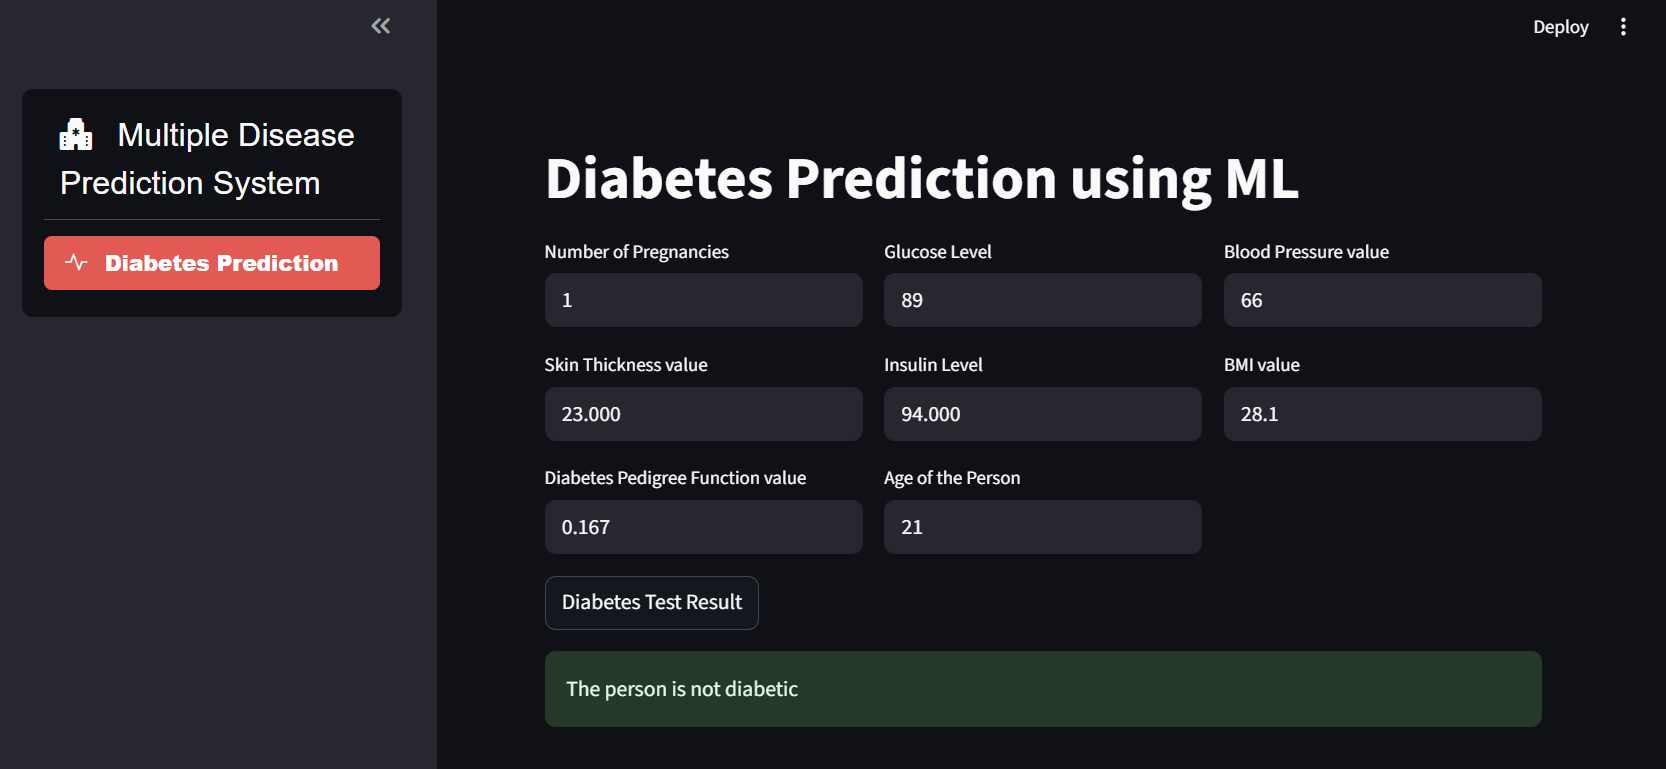 Deploy
Multiple Disease
Prediction System
Diabetes Prediction
Diabetes Prediction using ML
Number of Pregnancies
Glucose Level
Blood Pressure value
1
89
66
Skin Thickness value
Insulin Level
BMI value
23.000
94.000
28.1
Diabetes Pedigree Function value
Age of the Person
0.167
21
Diabetes Test Result
The person is not diabetic